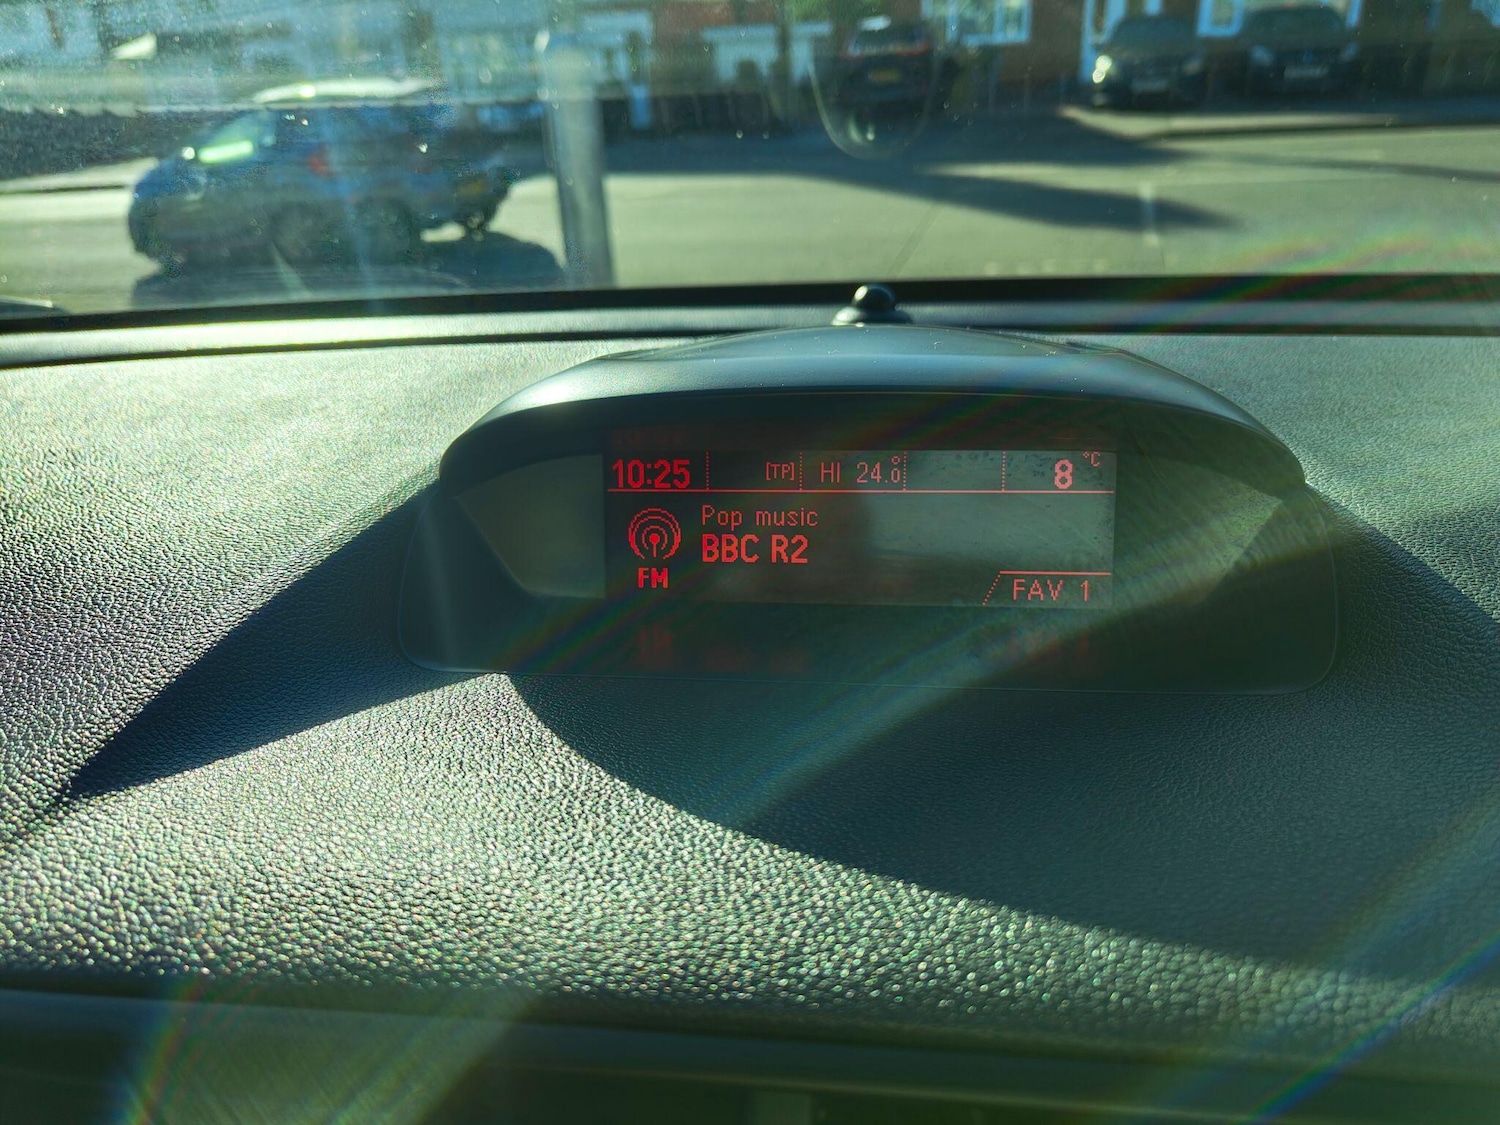 10:25 [TP] HI 24.0° 8°C
Pop music
BBC R2
FM
FAV 1